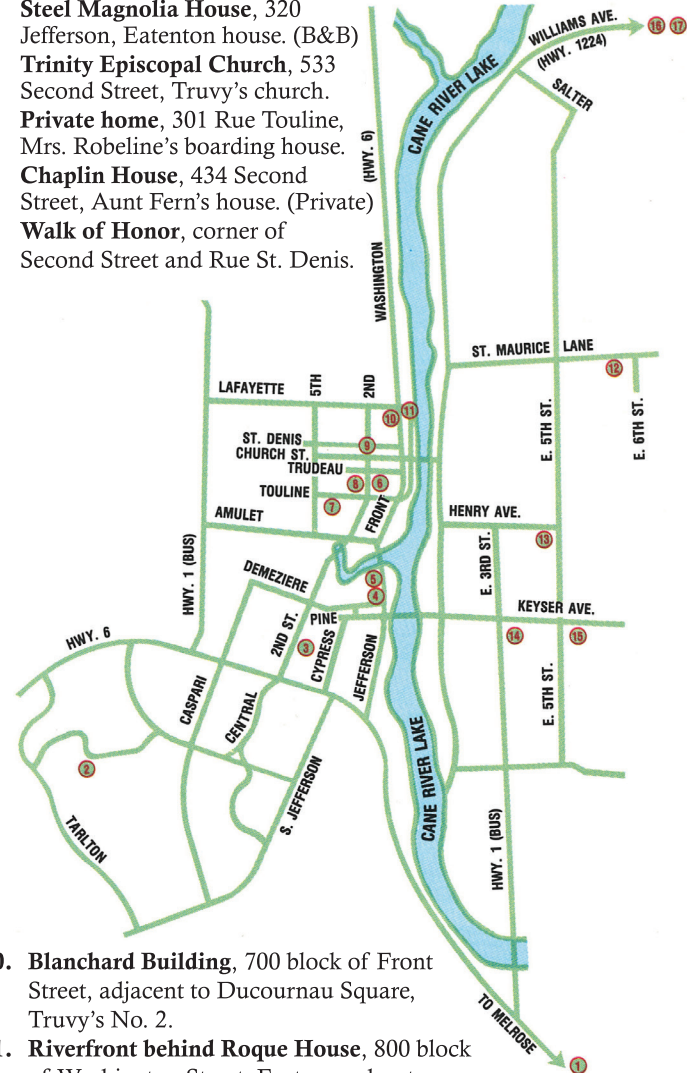 Steel Magnolia House, 320
Jefferson, Eatenton house. (B&B)
Trinity Episcopal Church, 533
Second Street, Truvy's church.
Private home, 301 Rue Touline,
Mrs. Robeline's boarding house.
Chaplin House, 434 Second
Street, Aunt Fern's house. (Private)
Walk of Honor, corner of
Second Street and Rue St. Denis.
WILLIAMS AVE.
(HWY. 1224)
16 17
SALTER
CANE RIVER LAKE
WASHINGTON (HWY. 6)
ST. MAURICE LANE
12
E. 5TH ST.
E. 6TH ST.
LAFAYETTE
5TH
2ND
10
11
ST. DENIS
9
CHURCH ST.
TRUDEAU
8
6
TOULINE
7
FRONT
AMULET
HENRY AVE.
13
E. 3RD ST.
HWY. 1 (BUS)
DEMEZIERE
5
4
PINE
KEYSER AVE.
14
15
2ND ST.
3
CYPRESS
JEFFERSON
HWY. 6
CASPARI
CENTRAL
E. 5TH ST.
CANE RIVER LAKE
2
TARLTON
S. JEFFERSON
HWY. 1 (BUS)
TO MELROSE
1
0. Blanchard Building, 700 block of Front
Street, adjacent to Ducournau Square,
Truvy's No. 2.
1. Riverfront behind Roque House, 800 block